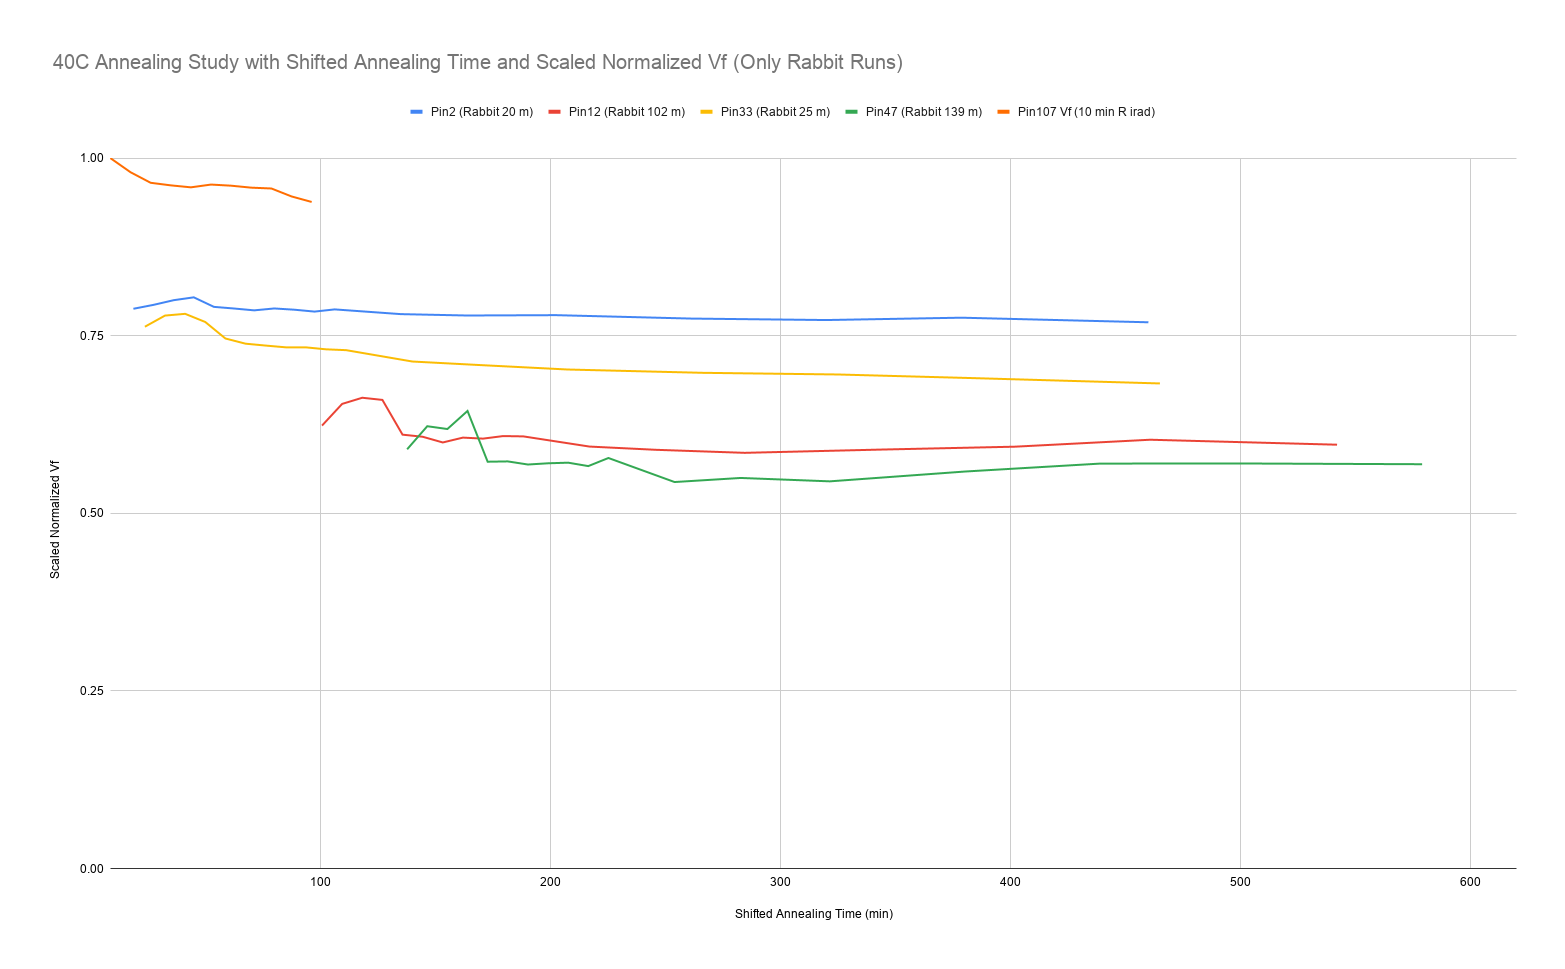 40C Annealing Study with Shifted Annealing Time and Scaled Normalized Vf (Only Rabbit Runs)
Pin2 (Rabbit 20 m) Pin12 (Rabbit 102 m) Pin33 (Rabbit 25 m) Pin47 (Rabbit 139 m) Pin107 Vf (10 min R irad)
1.00
0.75
0.50
0.25
0.00
Scaled Normalized Vf
100 200 300 400 500 600
Shifted Annealing Time (min)